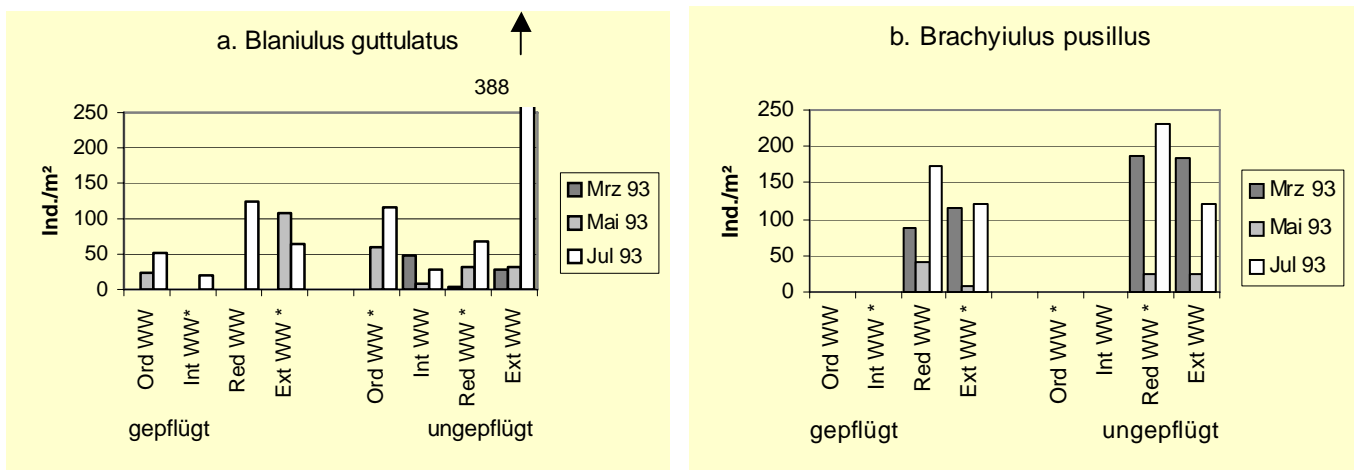 a. Blaniulus guttulatus
388
250
200
150
100
50
0
Ind./m²
Mrz 93
Mai 93
Jul 93
Ord WW
Int WW*
Red WW
Ext WW *
Ord WW *
Int WW
Red WW *
Ext WW
gepflügt
ungepflügt
b. Brachyiulus pusillus
250
200
150
100
50
0
Ind./m²
Mrz 93
Mai 93
Jul 93
Ord WW
Int WW *
Red WW
Ext WW *
Ord WW *
Int WW
Red WW *
Ext WW
gepflügt
ungepflügt